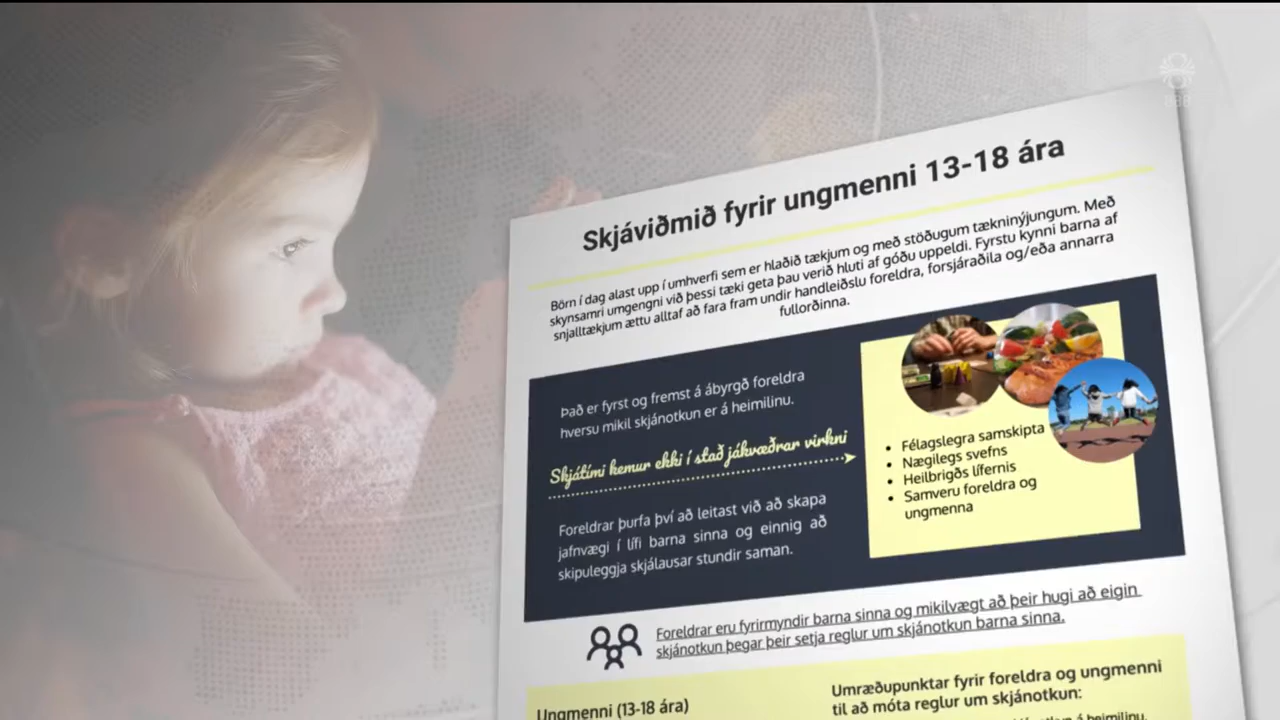 888
Skjáviðmið fyrir ungmenni 13-18 ára
Börn í dag alast upp í umhverfi sem er hlaðið tækjum og með stöðugum tækninýjungum. Með
skynsamri umgengni við þessi tæki geta þau verið hluti af góðu uppeldi. Fyrstu kynni barna af
snjalltækjum ættu alltaf að fara fram undir handleiðslu foreldra, forsjáraðila og/eða annarra
fullorðinna.
Það er fyrst og fremst á ábyrgð foreldra
hversu mikil skjánotkun er á heimilinu.
Skjátími kemur ekki í stað jákvæðrar virkni
Foreldrar þurfa því að leitast við að skapa
jafnvægi í lífi barna sinna og einnig að
skipuleggja skjálausar stundir saman.
• Félagslegra samskipta
• Nægilegs svefns
• Heilbrigðs lífernis
• Samveru foreldra og
ungmenna
Foreldrar eru fyrirmyndir barna sinna og mikilvægt að þeir hugi að eigin
skjánotkun þegar þeir setja reglur um skjánotkun barna sinna.
Ungmenni (13-18 ára)
Umræðupunktar fyrir foreldra og ungmenni
til að móta reglur um skjánotkun:
á heimilinu.